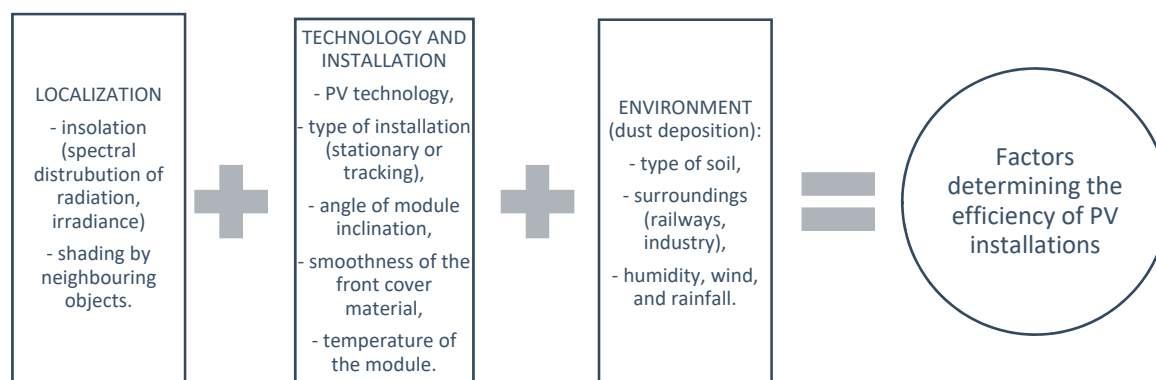 LOCALIZATION
- insolation
(spectral
distrubution of
radiation,
irradiance)
- shading by
neighbouring
objects.
TECHNOLOGY AND
INSTALLATION
- PV technology,
- type of installation
(stationary or
tracking),
- angle of module
inclination,
- smoothness of the
front cover
material,
- temperature of
the module.
ENVIRONMENT
(dust deposition):
- type of soil,
- surroundings
(railways,
industry),
- humidity, wind,
and rainfall.
Factors
determining the
efficiency of PV
installations